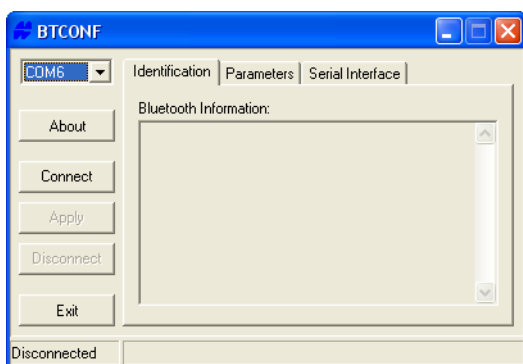 BTCONF
COM6
Identification
Parameters
Serial Interface
About
Bluetooth Information:
Connect
Apply
Disconnect
Exit
Disconnected